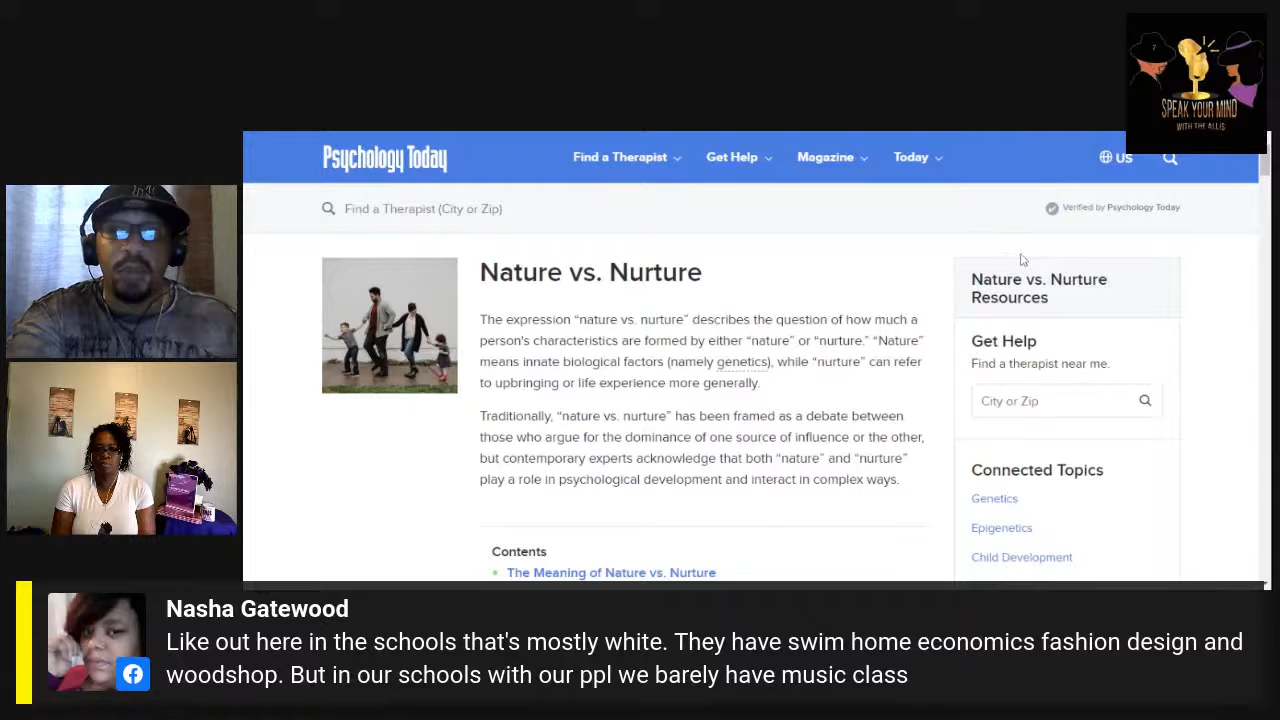 SPEAK YOUR MIND
WITH THE ALLIS
Psychology Today
Find a Therapist
Get Help
Magazine
Today
US
Find a Therapist (City or Zip)
Verified by Psychology Today
Nature vs. Nurture
The expression “nature vs. nurture” describes the question of how much a
person's characteristics are formed by either “nature” or “nurture.” “Nature”
means innate biological factors (namely genetics), while “nurture” can refer
to upbringing or life experience more generally.
Traditionally, “nature vs. nurture” has been framed as a debate between
those who argue for the dominance of one source of influence or the other,
but contemporary experts acknowledge that both “nature” and “nurture”
play a role in psychological development and interact in complex ways.
Contents
The Meaning of Nature vs. Nurture
Nature vs. Nurture
Resources
Get Help
Find a therapist near me.
City or Zip
Connected Topics
Genetics
Epigenetics
Child Development
Nasha Gatewood
Like out here in the schools that's mostly white. They have swim home economics fashion design and
woodshop. But in our schools with our ppl we barely have music class